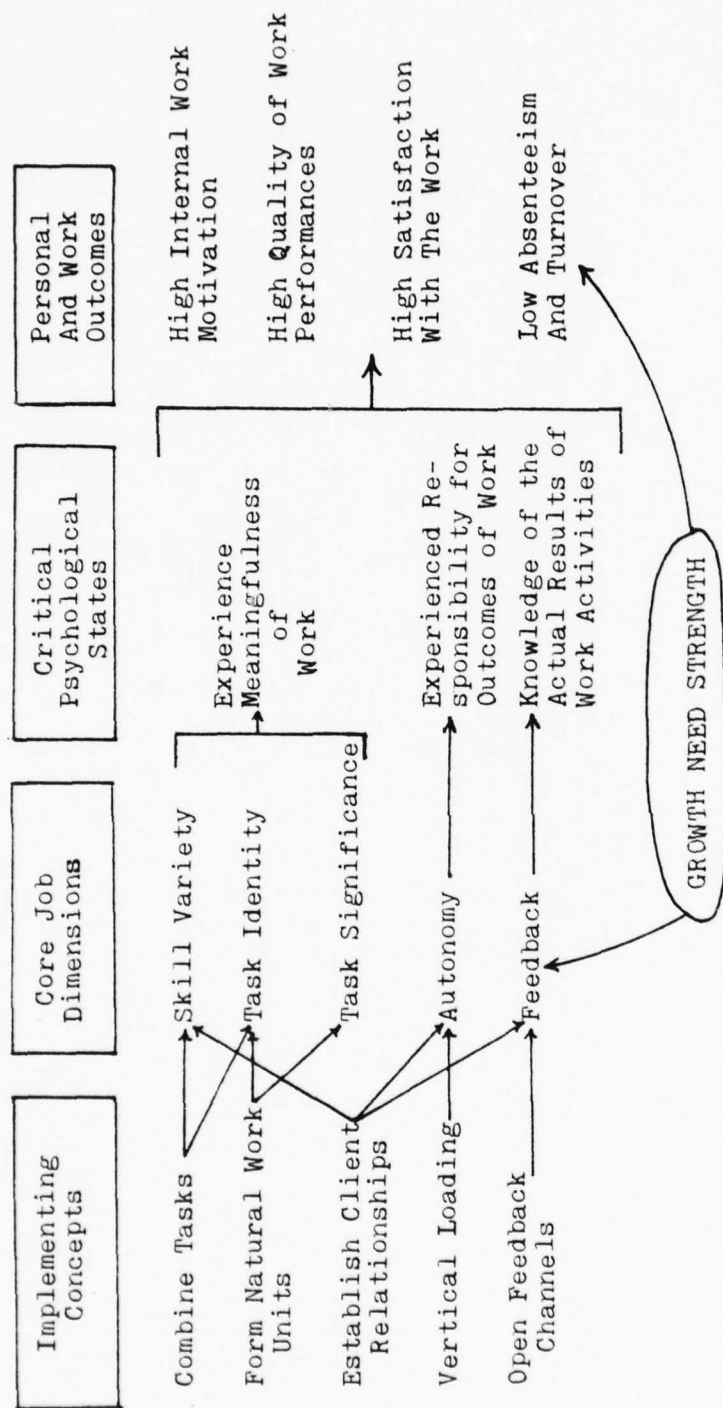 Implementing
Concepts
Core Job
Dimensions
Critical
Psychological
States
Personal
And Work
Outcomes
Combine Tasks
Form Natural Work
Units
Establish Client
Relationships
Vertical Loading
Open Feedback
Channels
Skill Variety
Task Identity
Task Significance
Autonomy
Feedback
Experience
Meaningfulness
of
Work
Experienced Re-
sponsibility for
Outcomes of Work
Knowledge of the
Actual Results of
Work Activities
High Internal Work
Motivation
High Quality of Work
Performances
High Satisfaction
With The Work
Low Absenteeism
And Turnover
GROWTH NEED STRENGTH